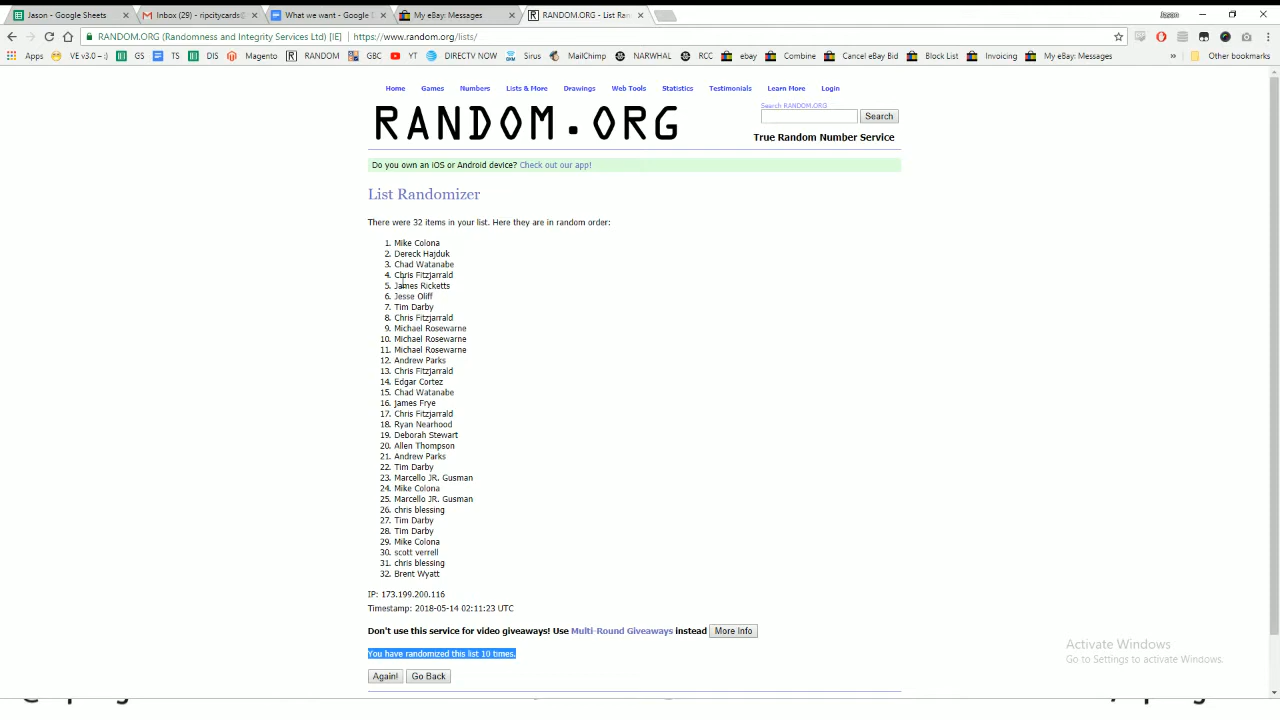 Jason - Google Sheets
Inbox (29) - ripcitycards@
What we want - Google D
My eBay: Messages
RANDOM.ORG - List Ran
Jason
RANDOM.ORG (Randomness and Integrity Services Ltd) [IE]
https://www.random.org/lists/
Apps VE v3.0 -- :) GS TS DIS Magento RANDOM GBC YT DIRECTV NOW Sirus MailChimp NARWHAL RCC ebay Combine Cancel eBay Bid Block List Invoicing My eBay: Messages » Other bookmarks
Home Games Numbers Lists & More Drawings Web Tools Statistics Testimonials Learn More Login
RANDOM.ORG
Search RANDOM.ORG
Search
True Random Number Service
Do you own an iOS or Android device? Check out our app!
List Randomizer
There were 32 items in your list. Here they are in random order:
1. Mike Colona
2. Dereck Hajduk
3. Chad Watanabe
4. Chris Fitzjarrald
5. James Ricketts
6. Jesse Oliff
7. Tim Darby
8. Chris Fitzjarrald
9. Michael Rosewarne
10. Michael Rosewarne
11. Michael Rosewarne
12. Andrew Parks
13. Chris Fitzjarrald
14. Edgar Cortez
15. Chad Watanabe
16. James Frye
17. Chris Fitzjarrald
18. Ryan Nearhood
19. Deborah Stewart
20. Allen Thompson
21. Andrew Parks
22. Tim Darby
23. Marcello JR. Gusman
24. Mike Colona
25. Marcello JR. Gusman
26. chris blessing
27. Tim Darby
28. Tim Darby
29. Mike Colona
30. scott verrell
31. chris blessing
32. Brent Wyatt
IP: 173.199.200.116
Timestamp: 2018-05-14 02:11:23 UTC
Don't use this service for video giveaways! Use Multi-Round Giveaways instead More Info
You have randomized this list 10 times.
Again! Go Back
Activate Windows
Go to Settings to activate Windows.